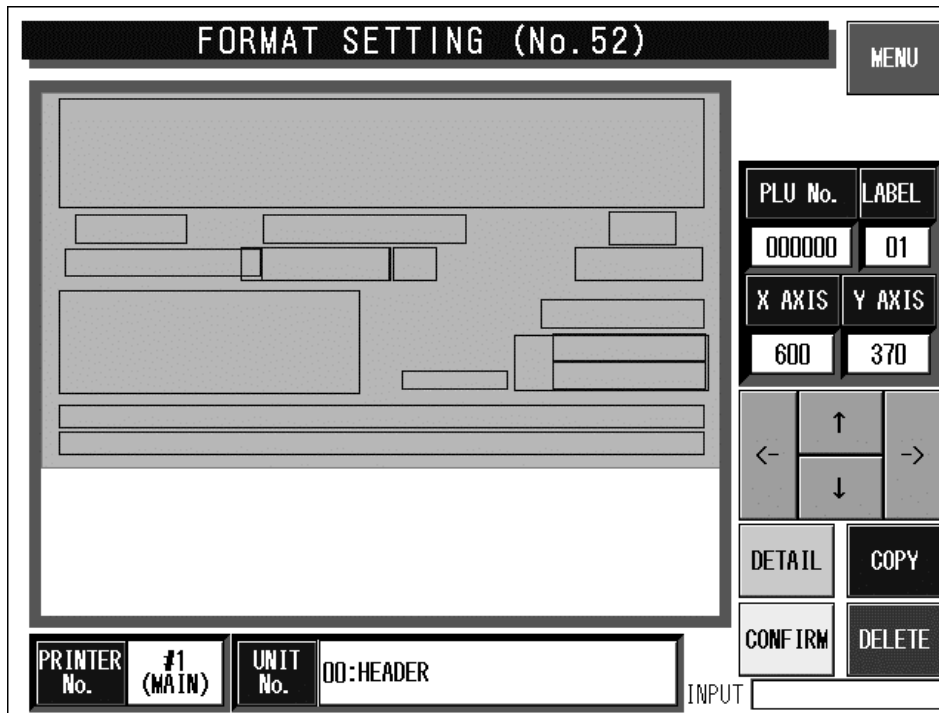 FORMAT SETTING (No.52)
MENU
PLU No. LABEL
000000 01
X AXIS Y AXIS
600 370
↑
<- ->
↓
DETAIL COPY
CONFIRM DELETE
PRINTER No. #1 (MAIN) UNIT No. 00:HEADER
INPUT